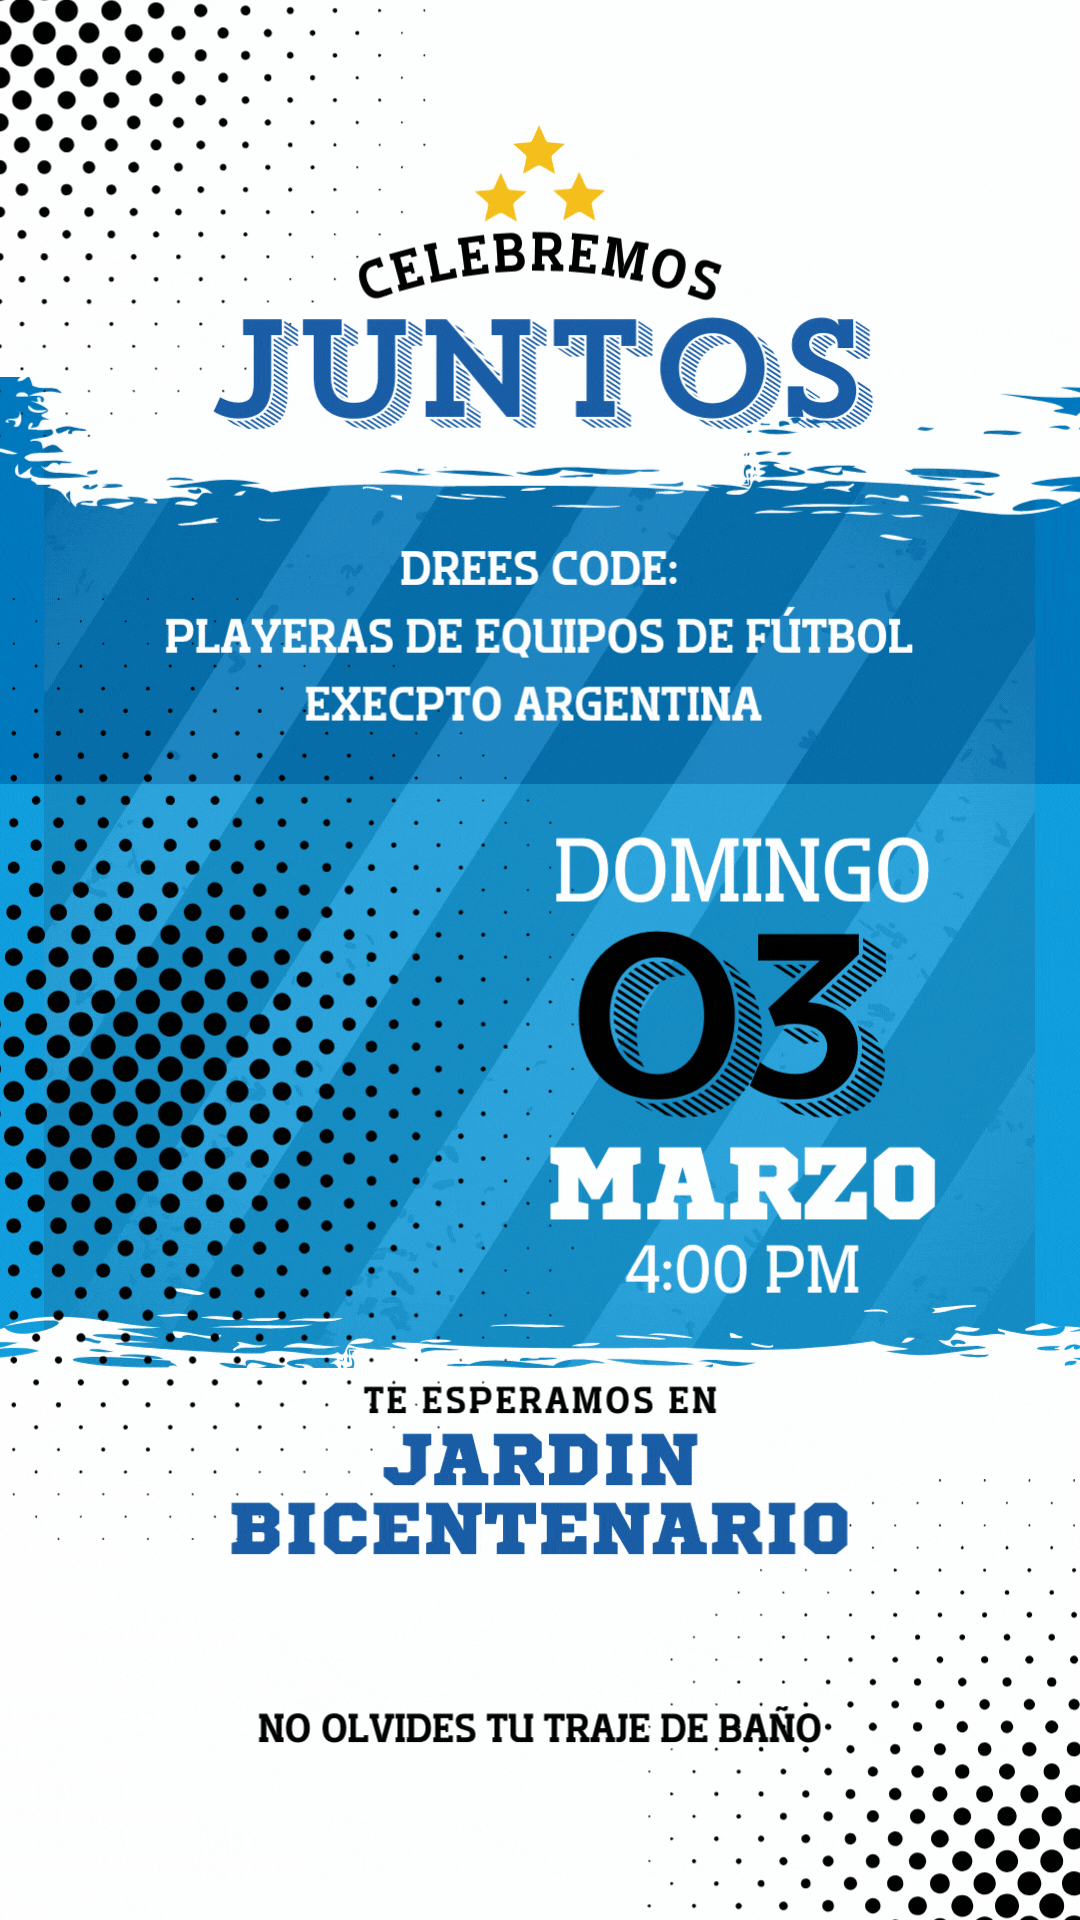 CELEBREMOS
JUNTOS
DREES CODE:
PLAYERAS DE EQUIPOS DE FÚTBOL
EXECPTO ARGENTINA
DOMINGO
03
MARZO
4:00 PM
TE ESPERAMOS EN
JARDIN
BICENTENARIO
NO OLVIDES TU TRAJE DE BAÑO